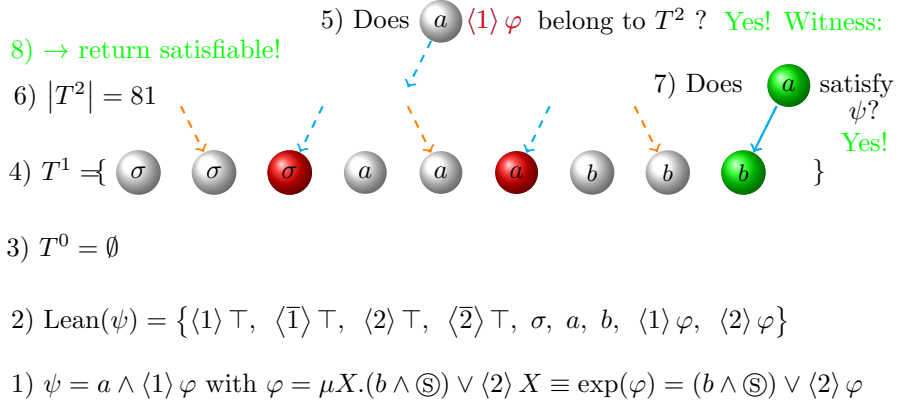 5) Does a ⟨1⟩ φ belong to T² ? Yes! Witness:
8) → return satisfiable!
6) |T²| = 81
7) Does a satisfy
ψ?
Yes!
4) T¹ = { σ σ σ a a a b b b }
3) T⁰ = ∅
2) Lean(ψ) = {⟨1⟩ ⊤, ⟨1̅⟩ ⊤, ⟨2⟩ ⊤, ⟨2̅⟩ ⊤, σ, a, b, ⟨1⟩ φ, ⟨2⟩ φ}
1) ψ = a ∧ ⟨1⟩ φ with φ = μX.(b ∧ Ⓢ) ∨ ⟨2⟩ X ≡ exp(φ) = (b ∧ Ⓢ) ∨ ⟨2⟩ φ